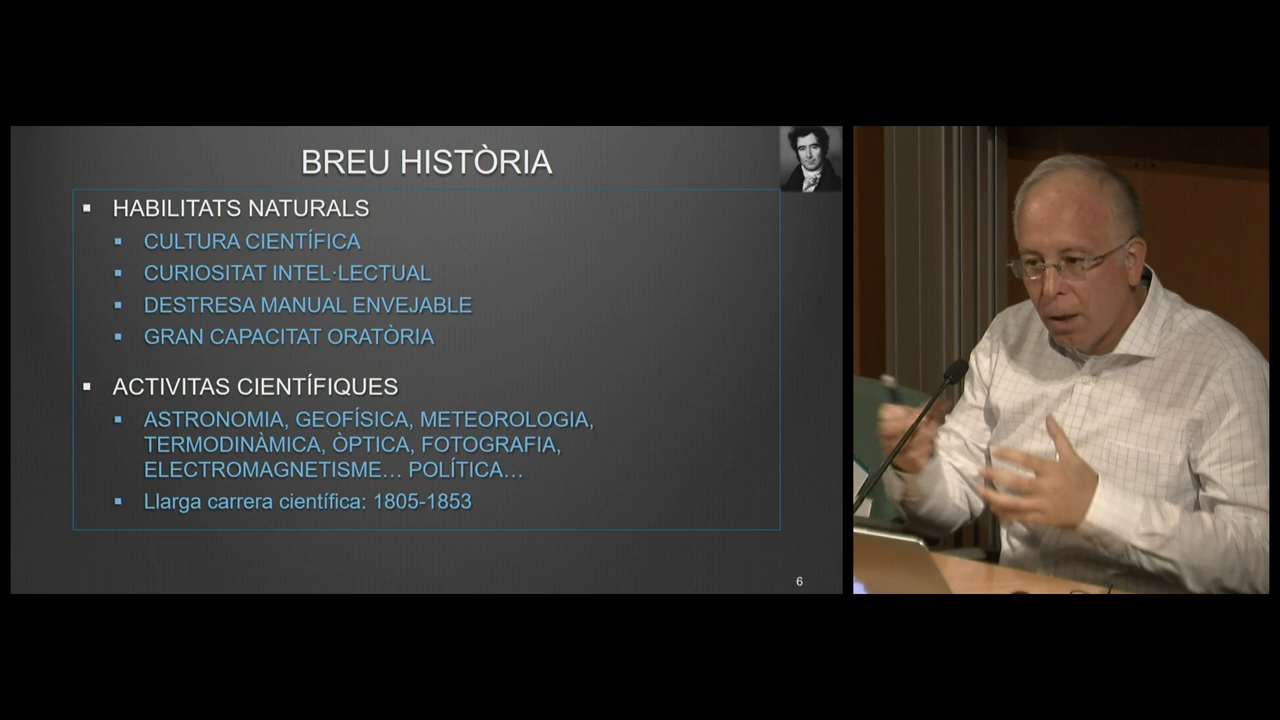 BREU HISTÒRIA
HABILITATS NATURALS
CULTURA CIENTÍFICA
CURIOSITAT INTEL·LECTUAL
DESTRESA MANUAL ENVEJABLE
GRAN CAPACITAT ORATÒRIA
ACTIVITAS CIENTÍFIQUES
ASTRONOMIA, GEOFÍSICA, METEOROLOGIA,
TERMODINÀMICA, ÒPTICA, FOTOGRAFIA,
ELECTROMAGNETISME… POLÍTICA…
Llarga carrera científica: 1805-1853
6